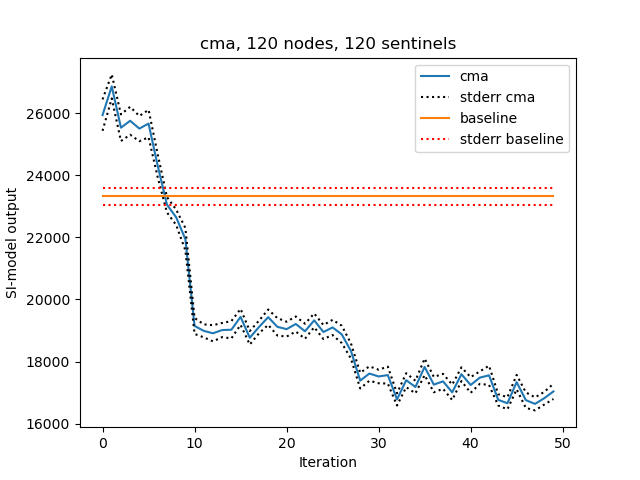 cma, 120 nodes, 120 sentinels
cma
stderr cma
baseline
stderr baseline
SI-model output
26000
24000
22000
20000
18000
16000
0 10 20 30 40 50
Iteration